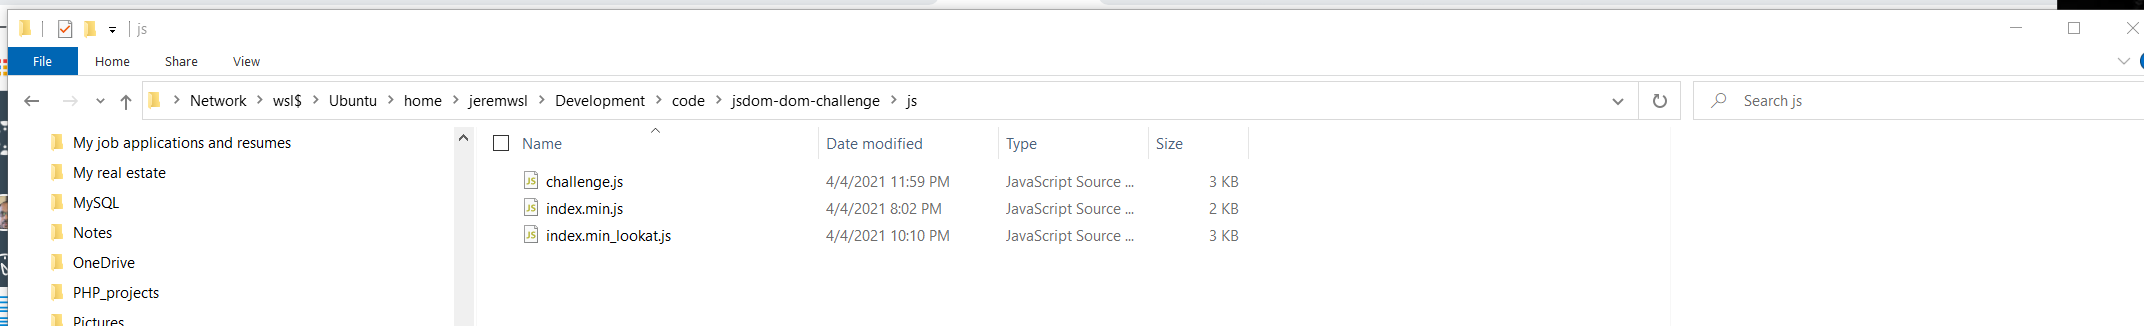 js
File Home Share View
Network wsl$ Ubuntu home jeremwsl Development code jsdom-dom-challenge js
Search js
My job applications and resumes
My real estate
MySQL
Notes
OneDrive
PHP_projects
Pictures
Name Date modified Type Size
JS challenge.js 4/4/2021 11:59 PM JavaScript Source ... 3 KB
JS index.min.js 4/4/2021 8:02 PM JavaScript Source ... 2 KB
JS index.min_lookat.js 4/4/2021 10:10 PM JavaScript Source ... 3 KB